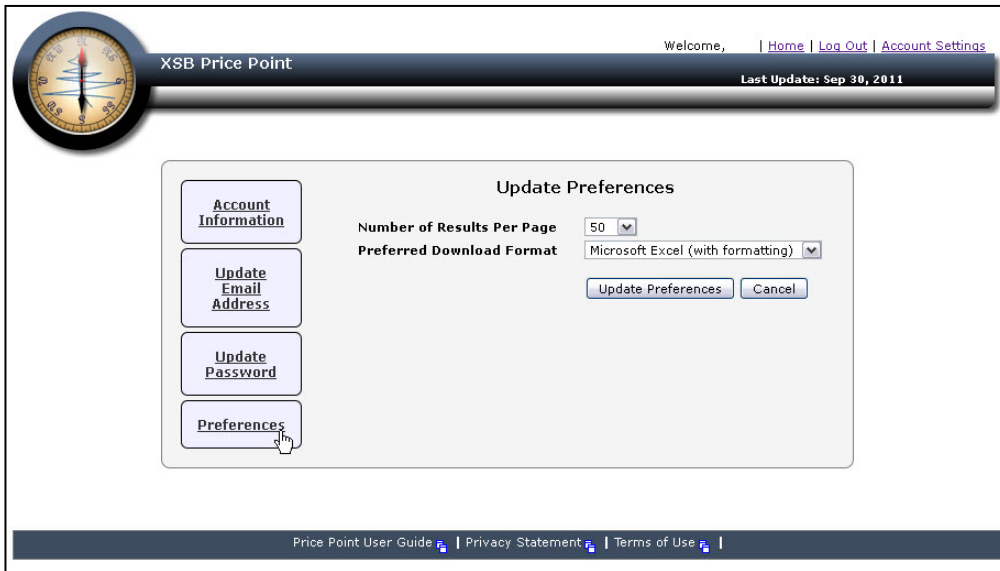 Welcome, | Home | Log Out | Account Settings
XSB Price Point
Last Update: Sep 30, 2011
Account
Information
Update
Email
Address
Update
Password
Preferences
Update Preferences
Number of Results Per Page 50
Preferred Download Format Microsoft Excel (with formatting)
Update Preferences Cancel
Price Point User Guide | Privacy Statement | Terms of Use |